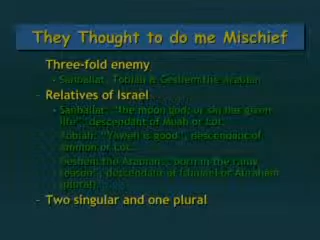 They Thought to do me Mischief
Three-fold enemy
- Sanballat, Tobiah & Geshem the Arabian
- Relatives of Israel
- Sanballat: "the moon god, or sin has given
life", descendant of Moab or Lot.
Tobiah: "Yaweh is good", descendant of
ammon or Lot.
Geshem the Arabian: , born in the rainy
season", descendant of Ishmael or Abraham
(plural).
- Two singular and one plural